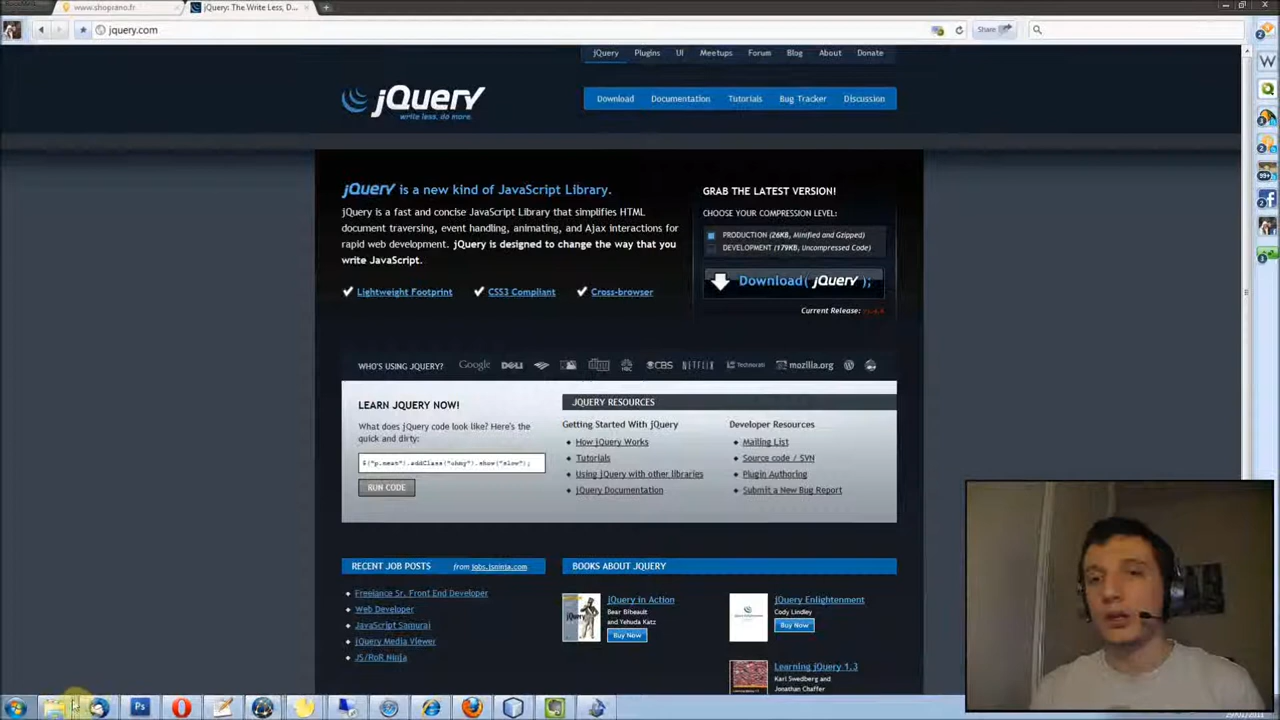 www.shoprano.fr
jQuery: The Write Less, D...
jquery.com
Share
jQuery Plugins UI Meetups Forum Blog About Donate
jQuery
write less, do more.
Download Documentation Tutorials Bug Tracker Discussion
jQuery is a new kind of JavaScript Library.
jQuery is a fast and concise JavaScript Library that simplifies HTML
document traversing, event handling, animating, and Ajax interactions for
rapid web development. jQuery is designed to change the way that you
write JavaScript.
Lightweight Footprint CSS3 Compliant Cross-browser
GRAB THE LATEST VERSION!
CHOOSE YOUR COMPRESSION LEVEL:
PRODUCTION (26KB, Minified and Gzipped)
DEVELOPMENT (179KB, Uncompressed Code)
Download( jQuery );
Current Release:
WHO'S USING JQUERY? Google DELL CBS NETFLIX Technorati mozilla.org
LEARN JQUERY NOW!
What does jQuery code look like? Here's the
quick and dirty:
$("p.neat").addClass("ohmy").show("slow");
RUN CODE
JQUERY RESOURCES
Getting Started With jQuery
How jQuery Works
Tutorials
Using jQuery with other libraries
jQuery Documentation
Developer Resources
Mailing List
Source code / SVN
Plugin Authoring
Submit a New Bug Report
RECENT JOB POSTS from jobs.jsninja.com
Freelance Sr. Front End Developer
Web Developer
JavaScript Samurai
jQuery Media Viewer
JS/RoR Ninja
BOOKS ABOUT JQUERY
jQuery in Action
Bear Bibeault
and Yehuda Katz
Buy Now
jQuery Enlightenment
Cody Lindley
Buy Now
Learning jQuery 1.3
Karl Swedberg and
Jonathan Chaffer
W
99+
Ps